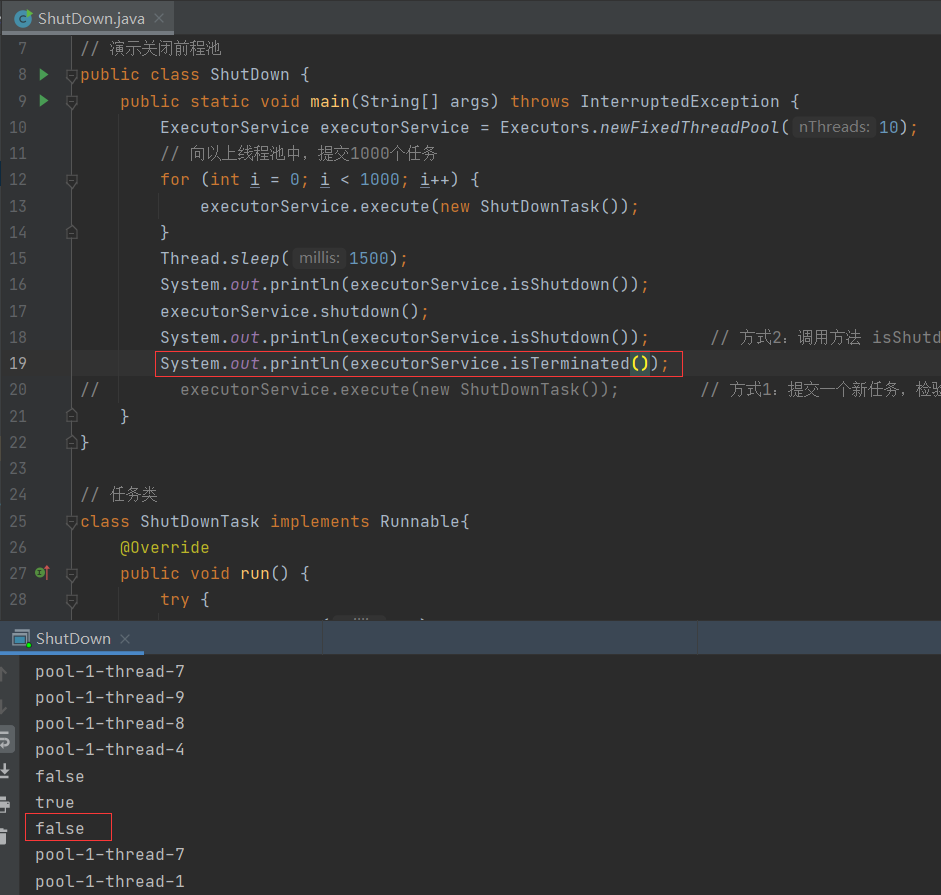 ShutDown.java
7 // 演示关闭前程池
8 public class ShutDown {
9 public static void main(String[] args) throws InterruptedException {
10 ExecutorService executorService = Executors.newFixedThreadPool( nThreads: 10);
11 // 向以上线程池中，提交1000个任务
12 for (int i = 0; i < 1000; i++) {
13 executorService.execute(new ShutDownTask());
14 }
15 Thread.sleep( millis: 1500);
16 System.out.println(executorService.isShutdown());
17 executorService.shutdown();
18 System.out.println(executorService.isShutdown()); // 方式2：调用方法 isShutd
19 System.out.println(executorService.isTerminated());
20 // executorService.execute(new ShutDownTask()); // 方式1：提交一个新任务，检验
21 }
22 }
23
24 // 任务类
25 class ShutDownTask implements Runnable{
26 @Override
27 public void run() {
28 try {
ShutDown
pool-1-thread-7
pool-1-thread-9
pool-1-thread-8
pool-1-thread-4
false
true
false
pool-1-thread-7
pool-1-thread-1